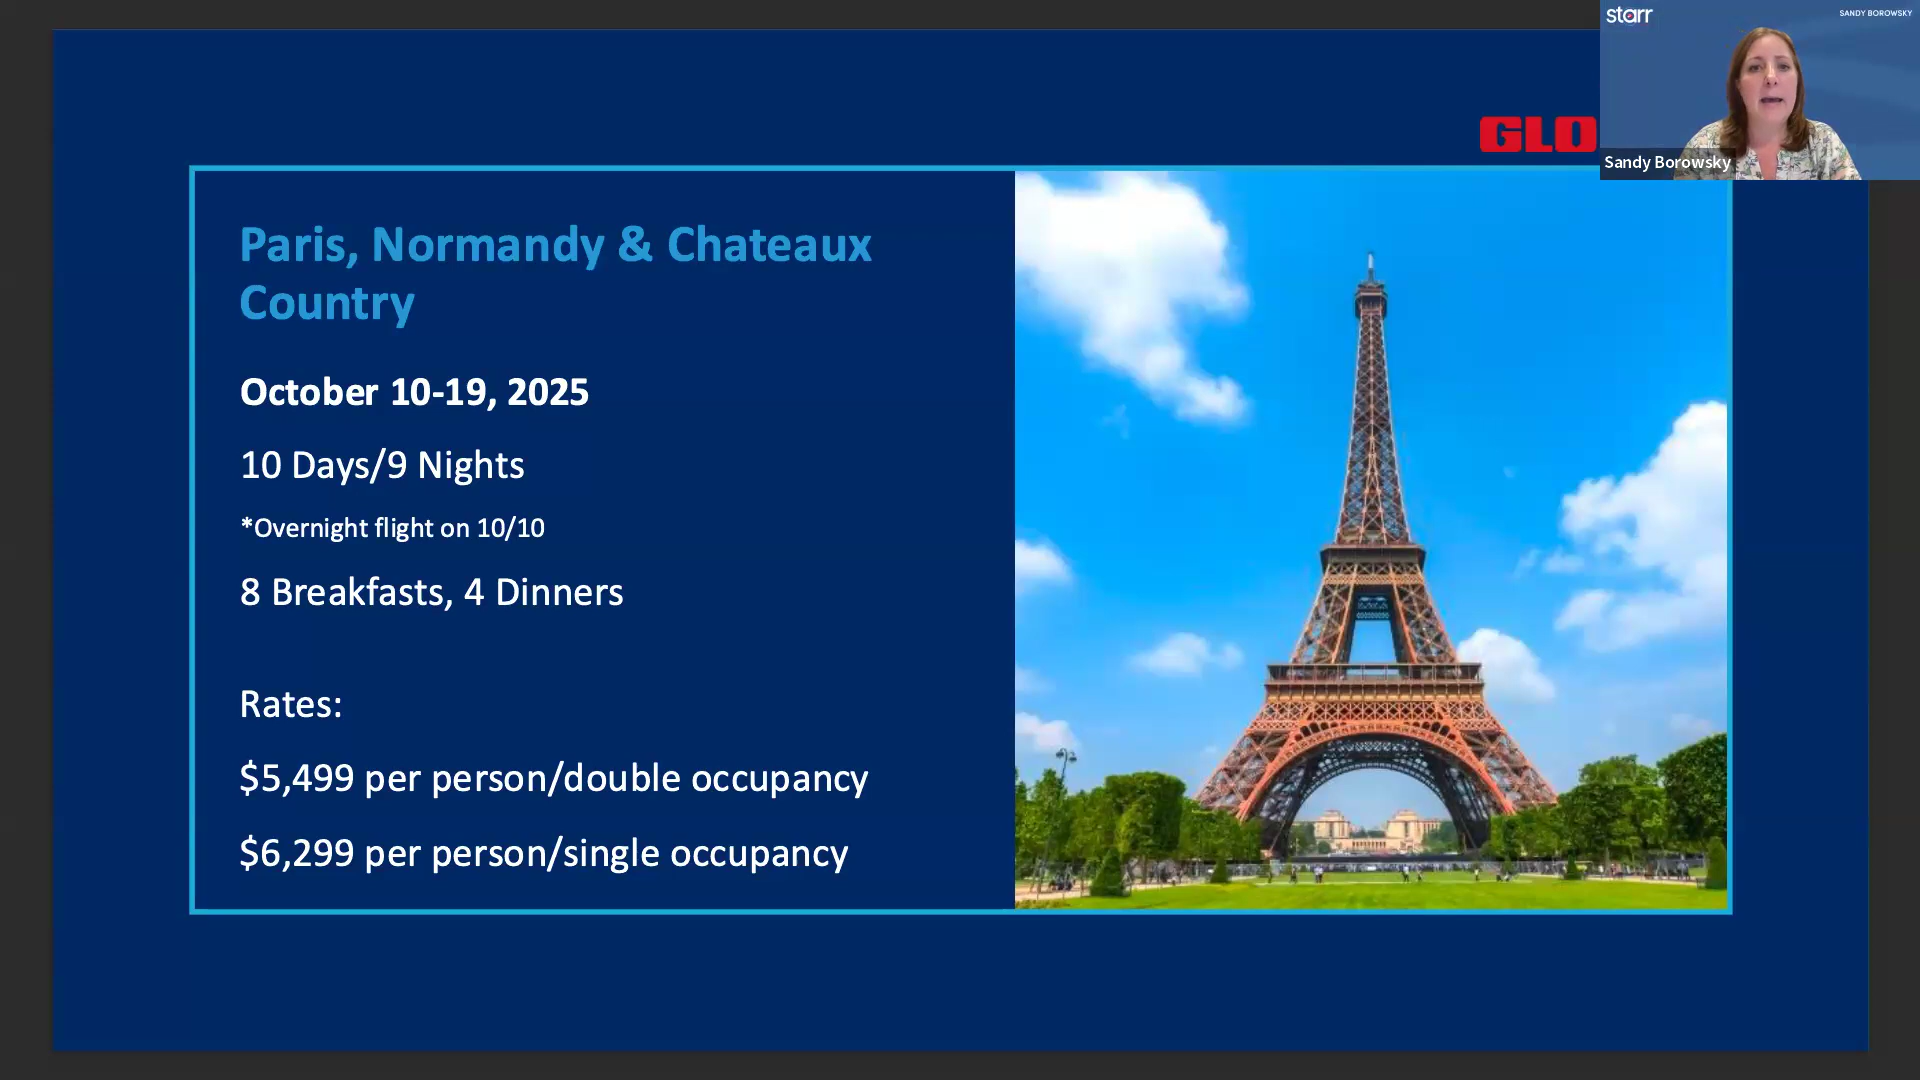 starr
SANDY BOROWSKY
GLO
Sandy Borowsky
Paris, Normandy & Chateaux
Country
October 10-19, 2025
10 Days/9 Nights
*Overnight flight on 10/10
8 Breakfasts, 4 Dinners
Rates:
$5,499 per person/double occupancy
$6,299 per person/single occupancy